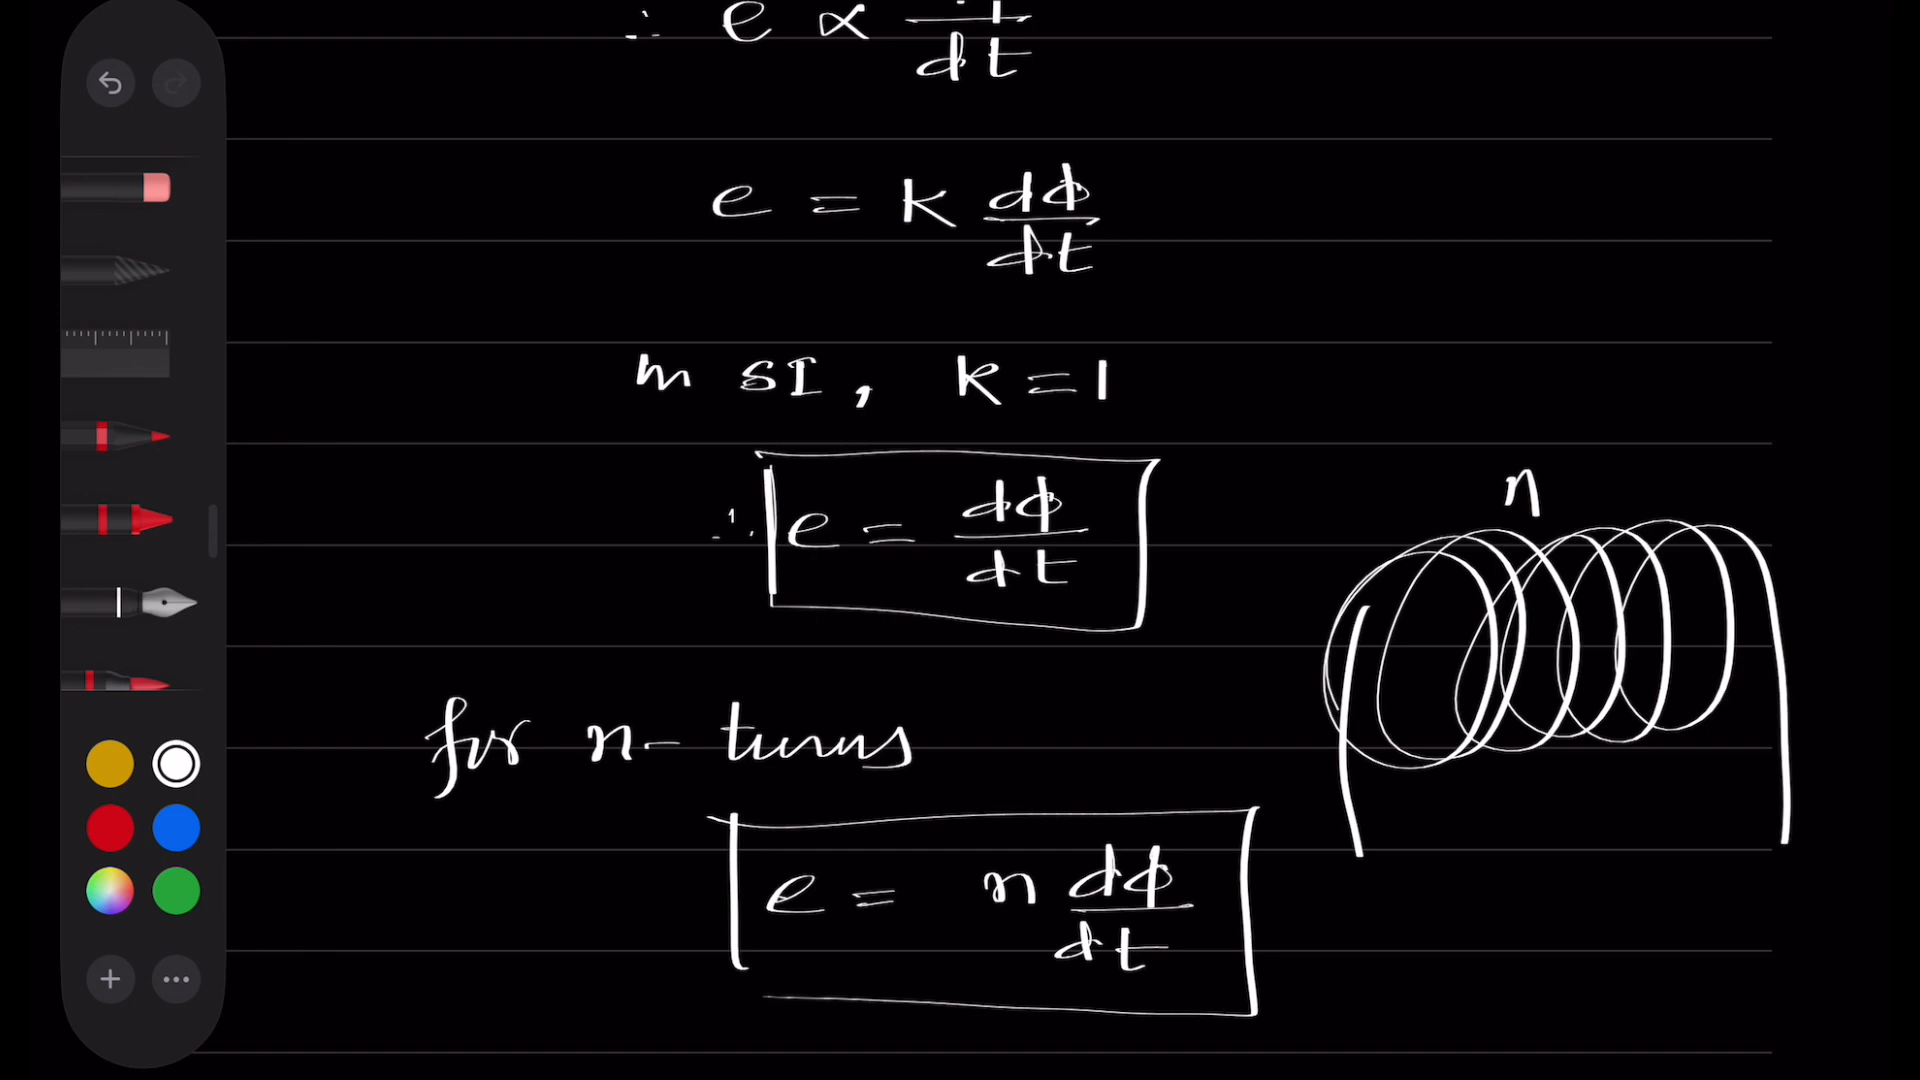 ∴ e ∝ dϕ/dt
e = K dϕ/dt
In SI, K = 1
∴ e = dϕ/dt
n
for n- turns
e = n dϕ/dt